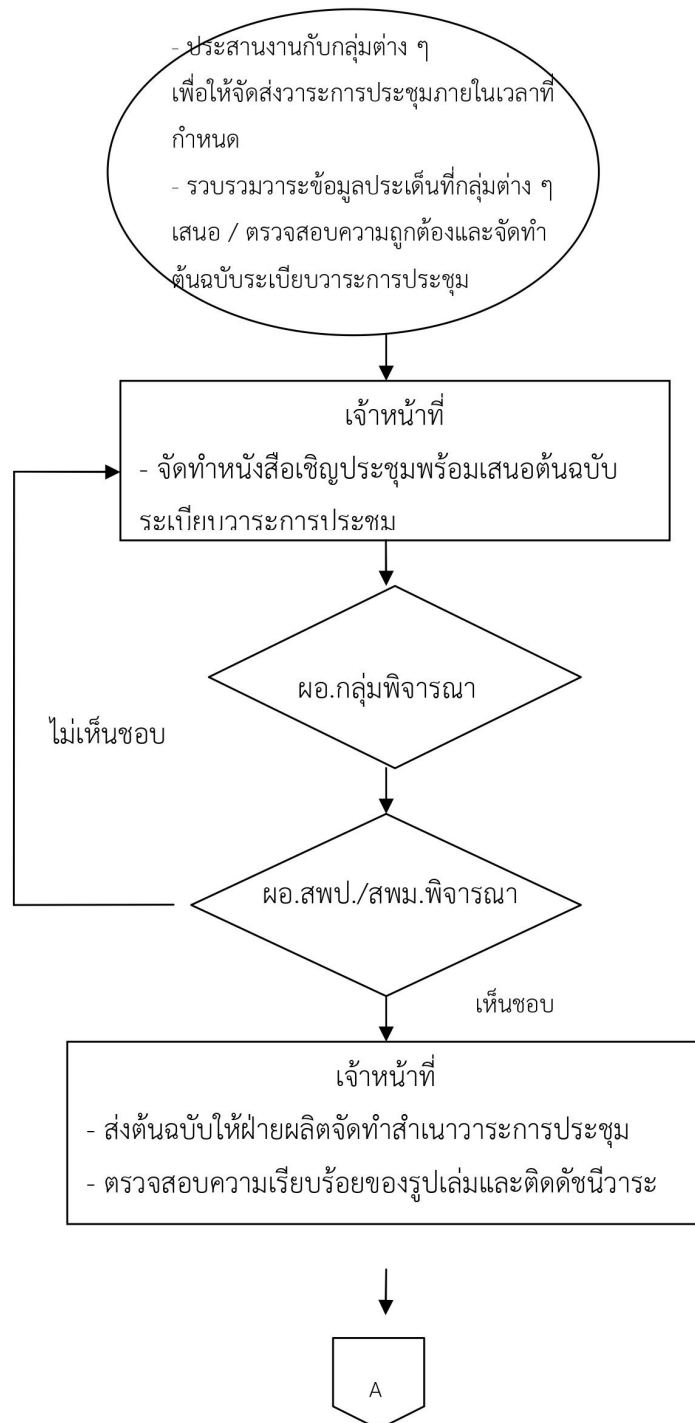 - ประสานงานกับกลุ่มต่าง ๆ
เพื่อให้จัดส่งวาระการประชุมภายในเวลาที่
กำหนด
- รวบรวมวาระข้อมูลประเด็นที่กลุ่มต่าง ๆ
เสนอ / ตรวจสอบความถูกต้องและจัดทำ
ต้นฉบับระเบียบวาระการประชุม
เจ้าหน้าที่
- จัดทำหนังสือเชิญประชุมพร้อมเสนอต้นฉบับ
ระเบียบวาระการประชุม
ผอ.กลุ่มพิจารณา
ไม่เห็นชอบ
ผอ.สพป./สพม.พิจารณา
เห็นชอบ
เจ้าหน้าที่
- ส่งต้นฉบับให้ฝ่ายผลิตจัดทำสำเนาวาระการประชุม
- ตรวจสอบความเรียบร้อยของรูปเล่มและติดดัชนีวาระ
A